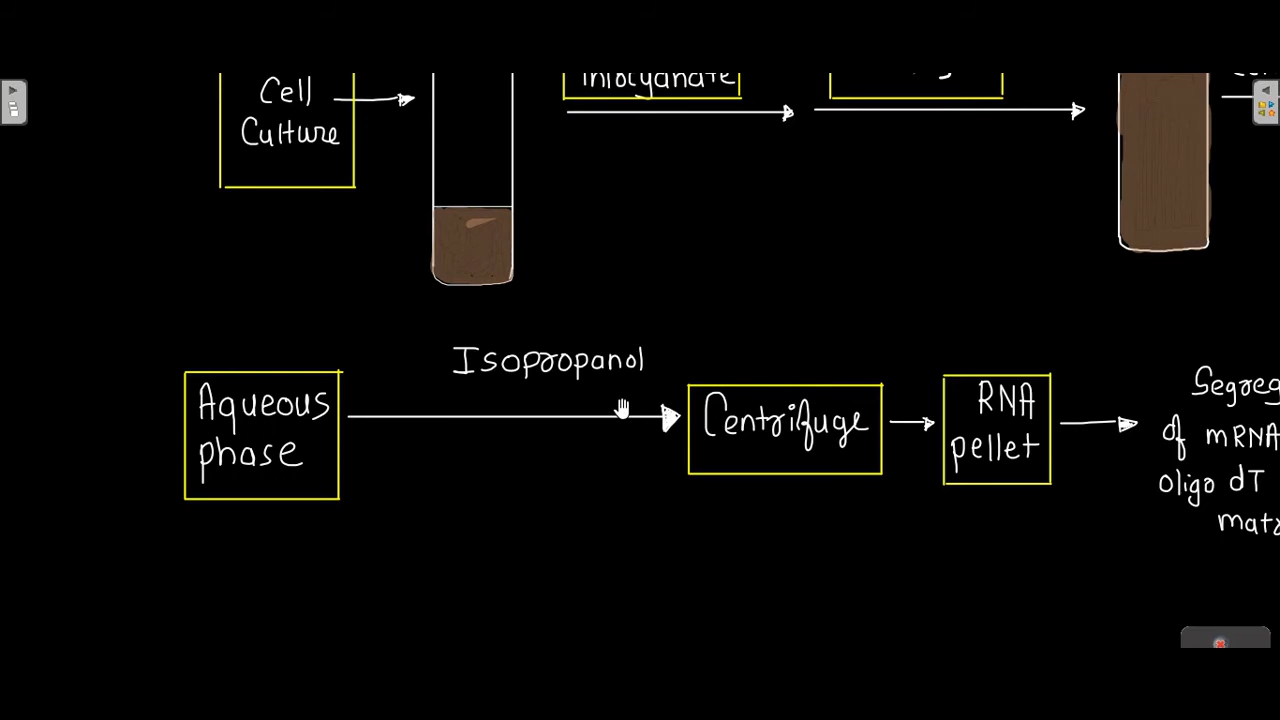 Cell
Culture
Isopropanol
Aqueous
phase
Centrifuge
RNA
pellet
of mRNA
oligo dT